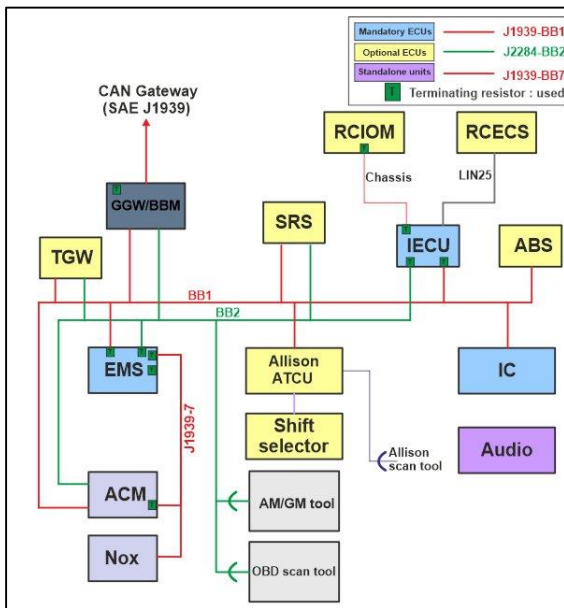 Mandatory ECUs
J1939-BB1
Optional ECUs
J2284-BB2
Standalone units
J1939-BB7
T
Terminating resistor : used
CAN Gateway
(SAE J1939)
RCIOM
T
RCECS
Chassis
LIN25
T
GGW/BBM
SRS
T
IECU
T
T
ABS
TGW
BB1
BB2
T
T
EMS
T
T
Allison
ATCU
IC
J1939-7
Shift
selector
Allison
scan tool
Audio
ACM
T
AM/GM tool
Nox
OBD scan tool